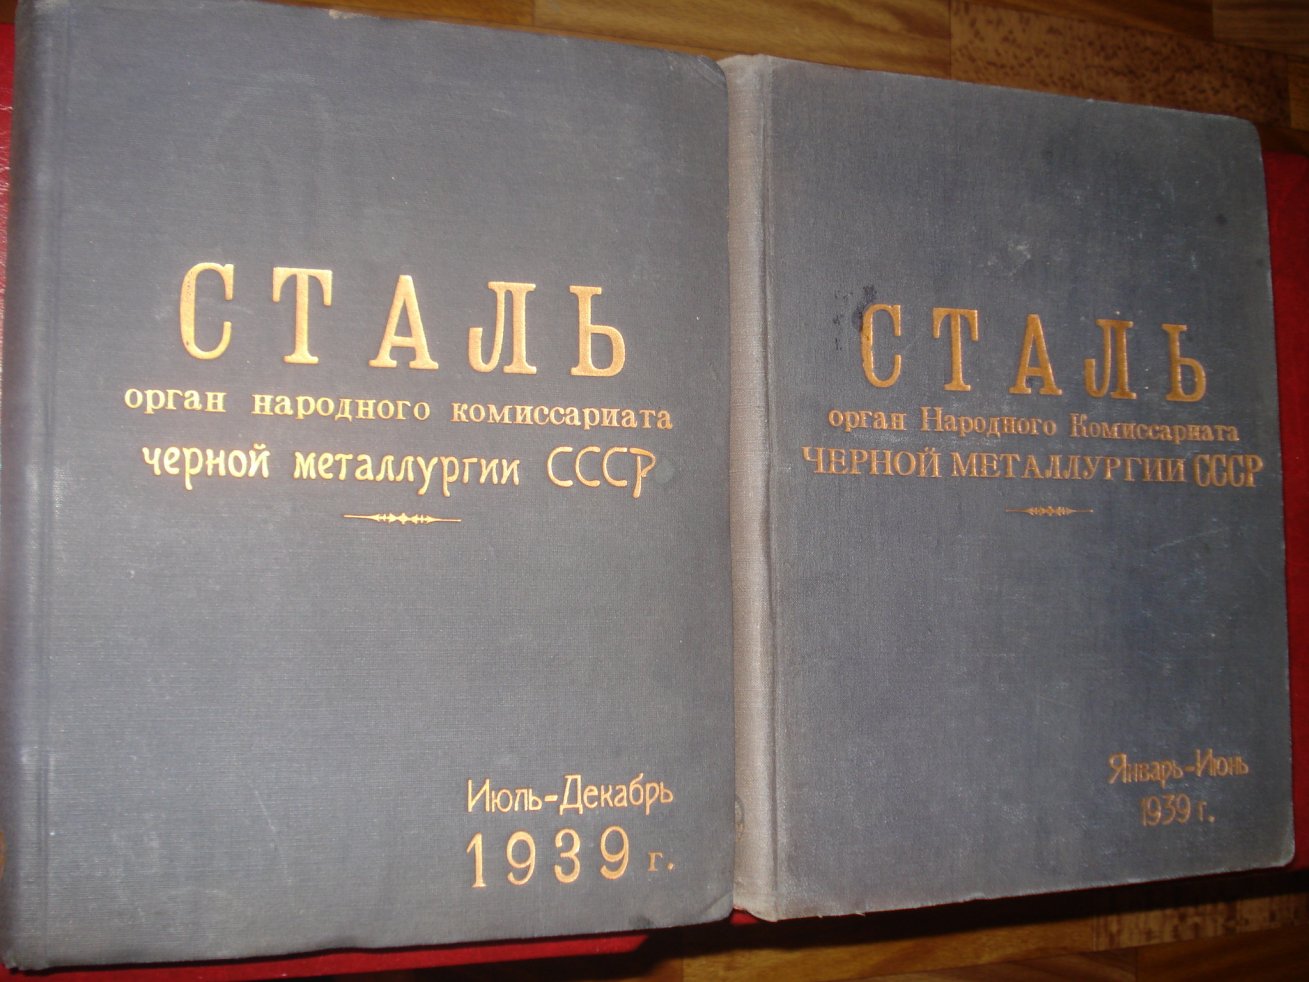 СТАЛЬ
орган народного комиссариата
черной металлургии СССР
Июль-Декабрь
1939 г.
СТАЛЬ
орган Народного Комиссариата
ЧЕРНОЙ МЕТАЛЛУРГИИ СССР
Январь-Июнь
1939 г.